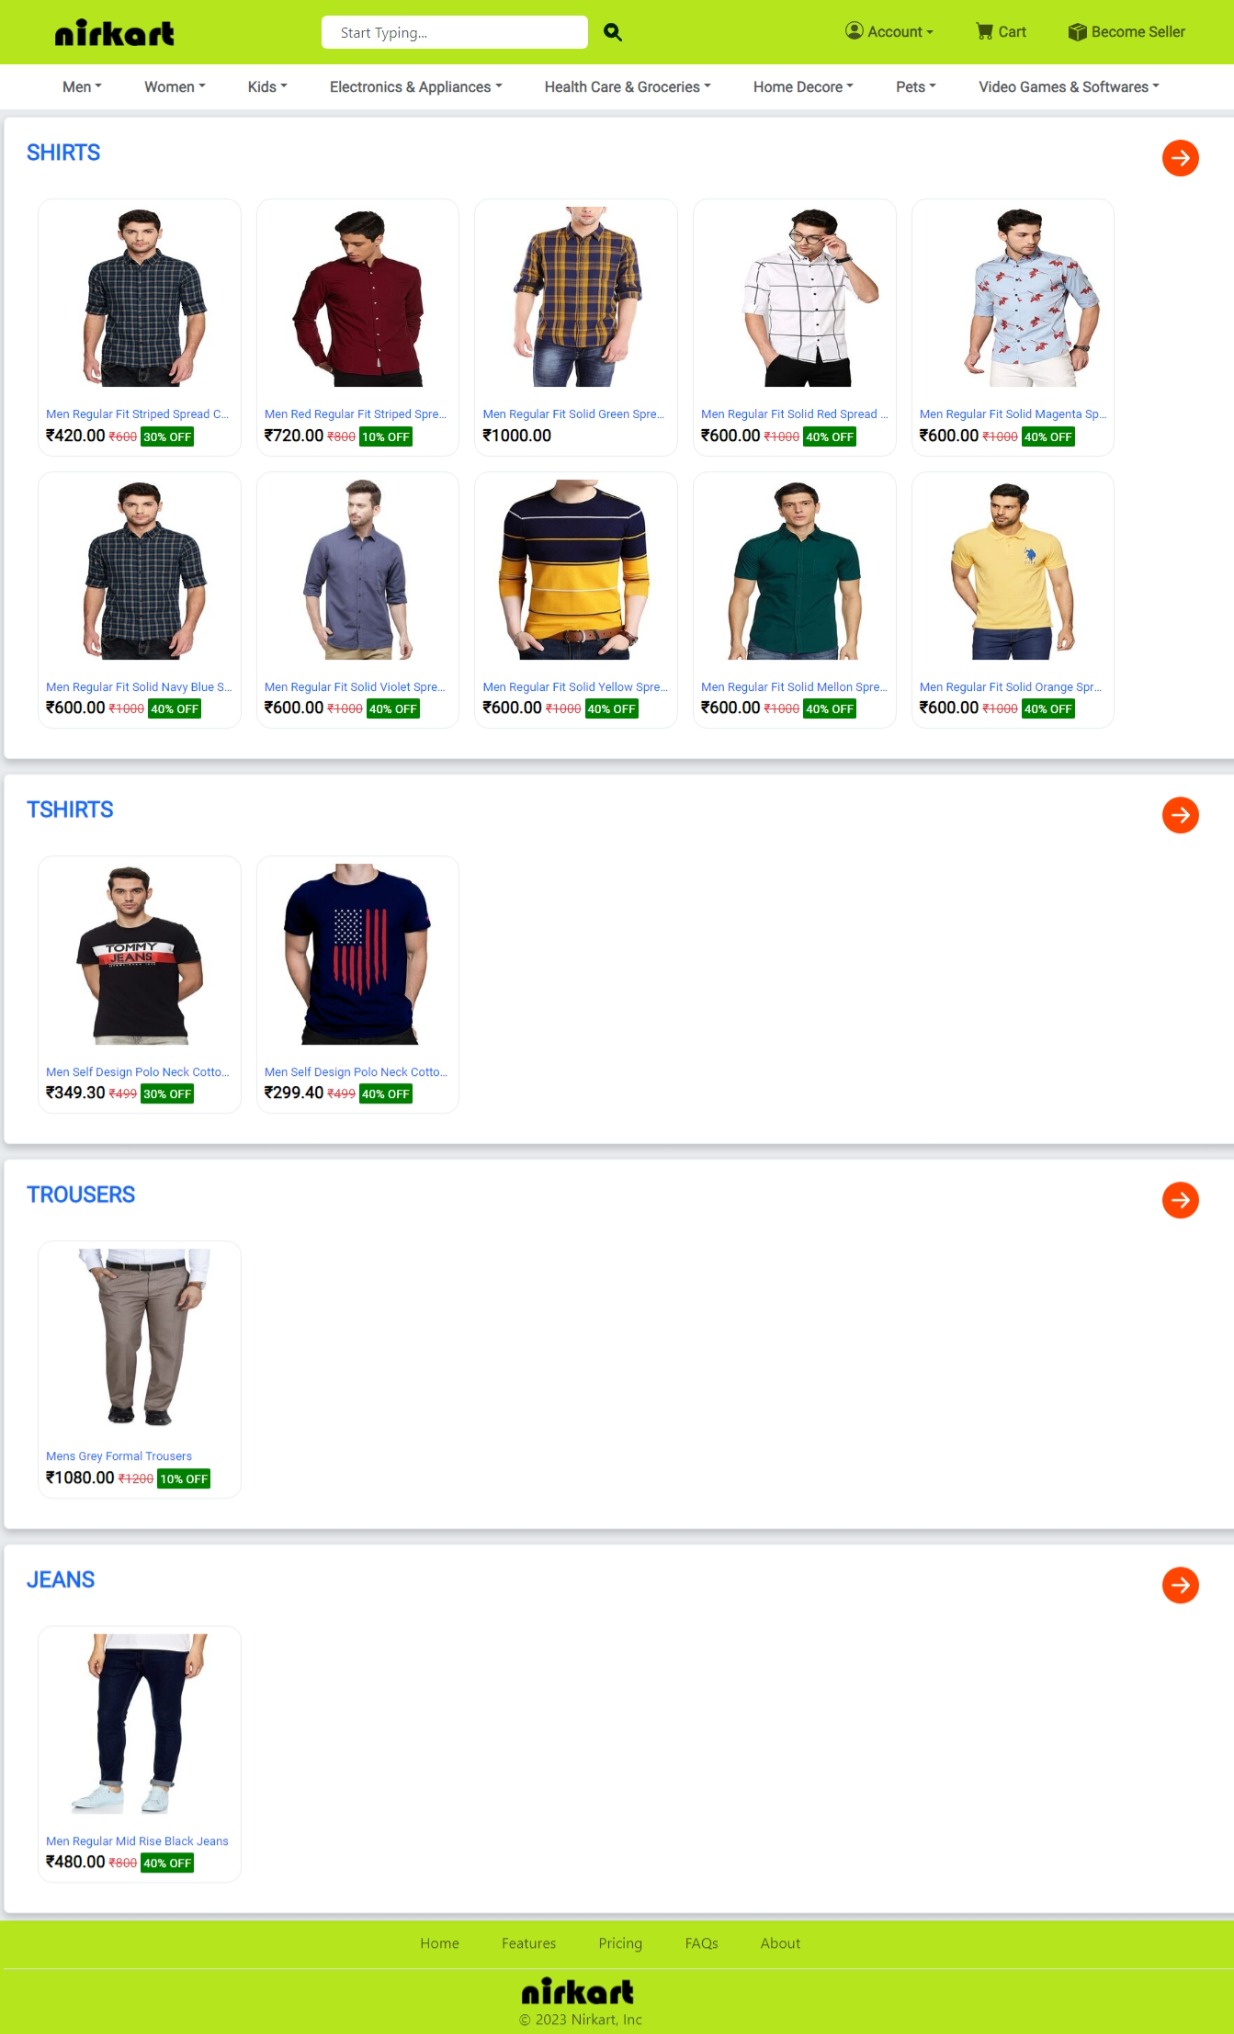 nirkart
Start Typing...
Account
Cart
Become Seller
Men
Women
Kids
Electronics & Appliances
Health Care & Groceries
Home Decore
Pets
Video Games & Softwares
SHIRTS
Men Regular Fit Striped Spread C...
₹420.00 ₹600 30% OFF
Men Red Regular Fit Striped Spre...
₹720.00 ₹800 10% OFF
Men Regular Fit Solid Green Spre...
₹1000.00
Men Regular Fit Solid Red Spread ...
₹600.00 ₹1000 40% OFF
Men Regular Fit Solid Magenta Sp...
₹600.00 ₹1000 40% OFF
Men Regular Fit Solid Navy Blue S...
₹600.00 ₹1000 40% OFF
Men Regular Fit Solid Violet Spre...
₹600.00 ₹1000 40% OFF
Men Regular Fit Solid Yellow Spre...
₹600.00 ₹1000 40% OFF
Men Regular Fit Solid Mellon Spre...
₹600.00 ₹1000 40% OFF
Men Regular Fit Solid Orange Spr...
₹600.00 ₹1000 40% OFF
TSHIRTS
TOMMY
JEANS
Men Self Design Polo Neck Cotto...
₹349.30 ₹499 30% OFF
Men Self Design Polo Neck Cotto...
₹299.40 ₹499 40% OFF
TROUSERS
Mens Grey Formal Trousers
₹1080.00 ₹1200 10% OFF
JEANS
Men Regular Mid Rise Black Jeans
₹480.00 ₹800 40% OFF
Home
Features
Pricing
FAQs
About
nirkart
© 2023 Nirkart, Inc